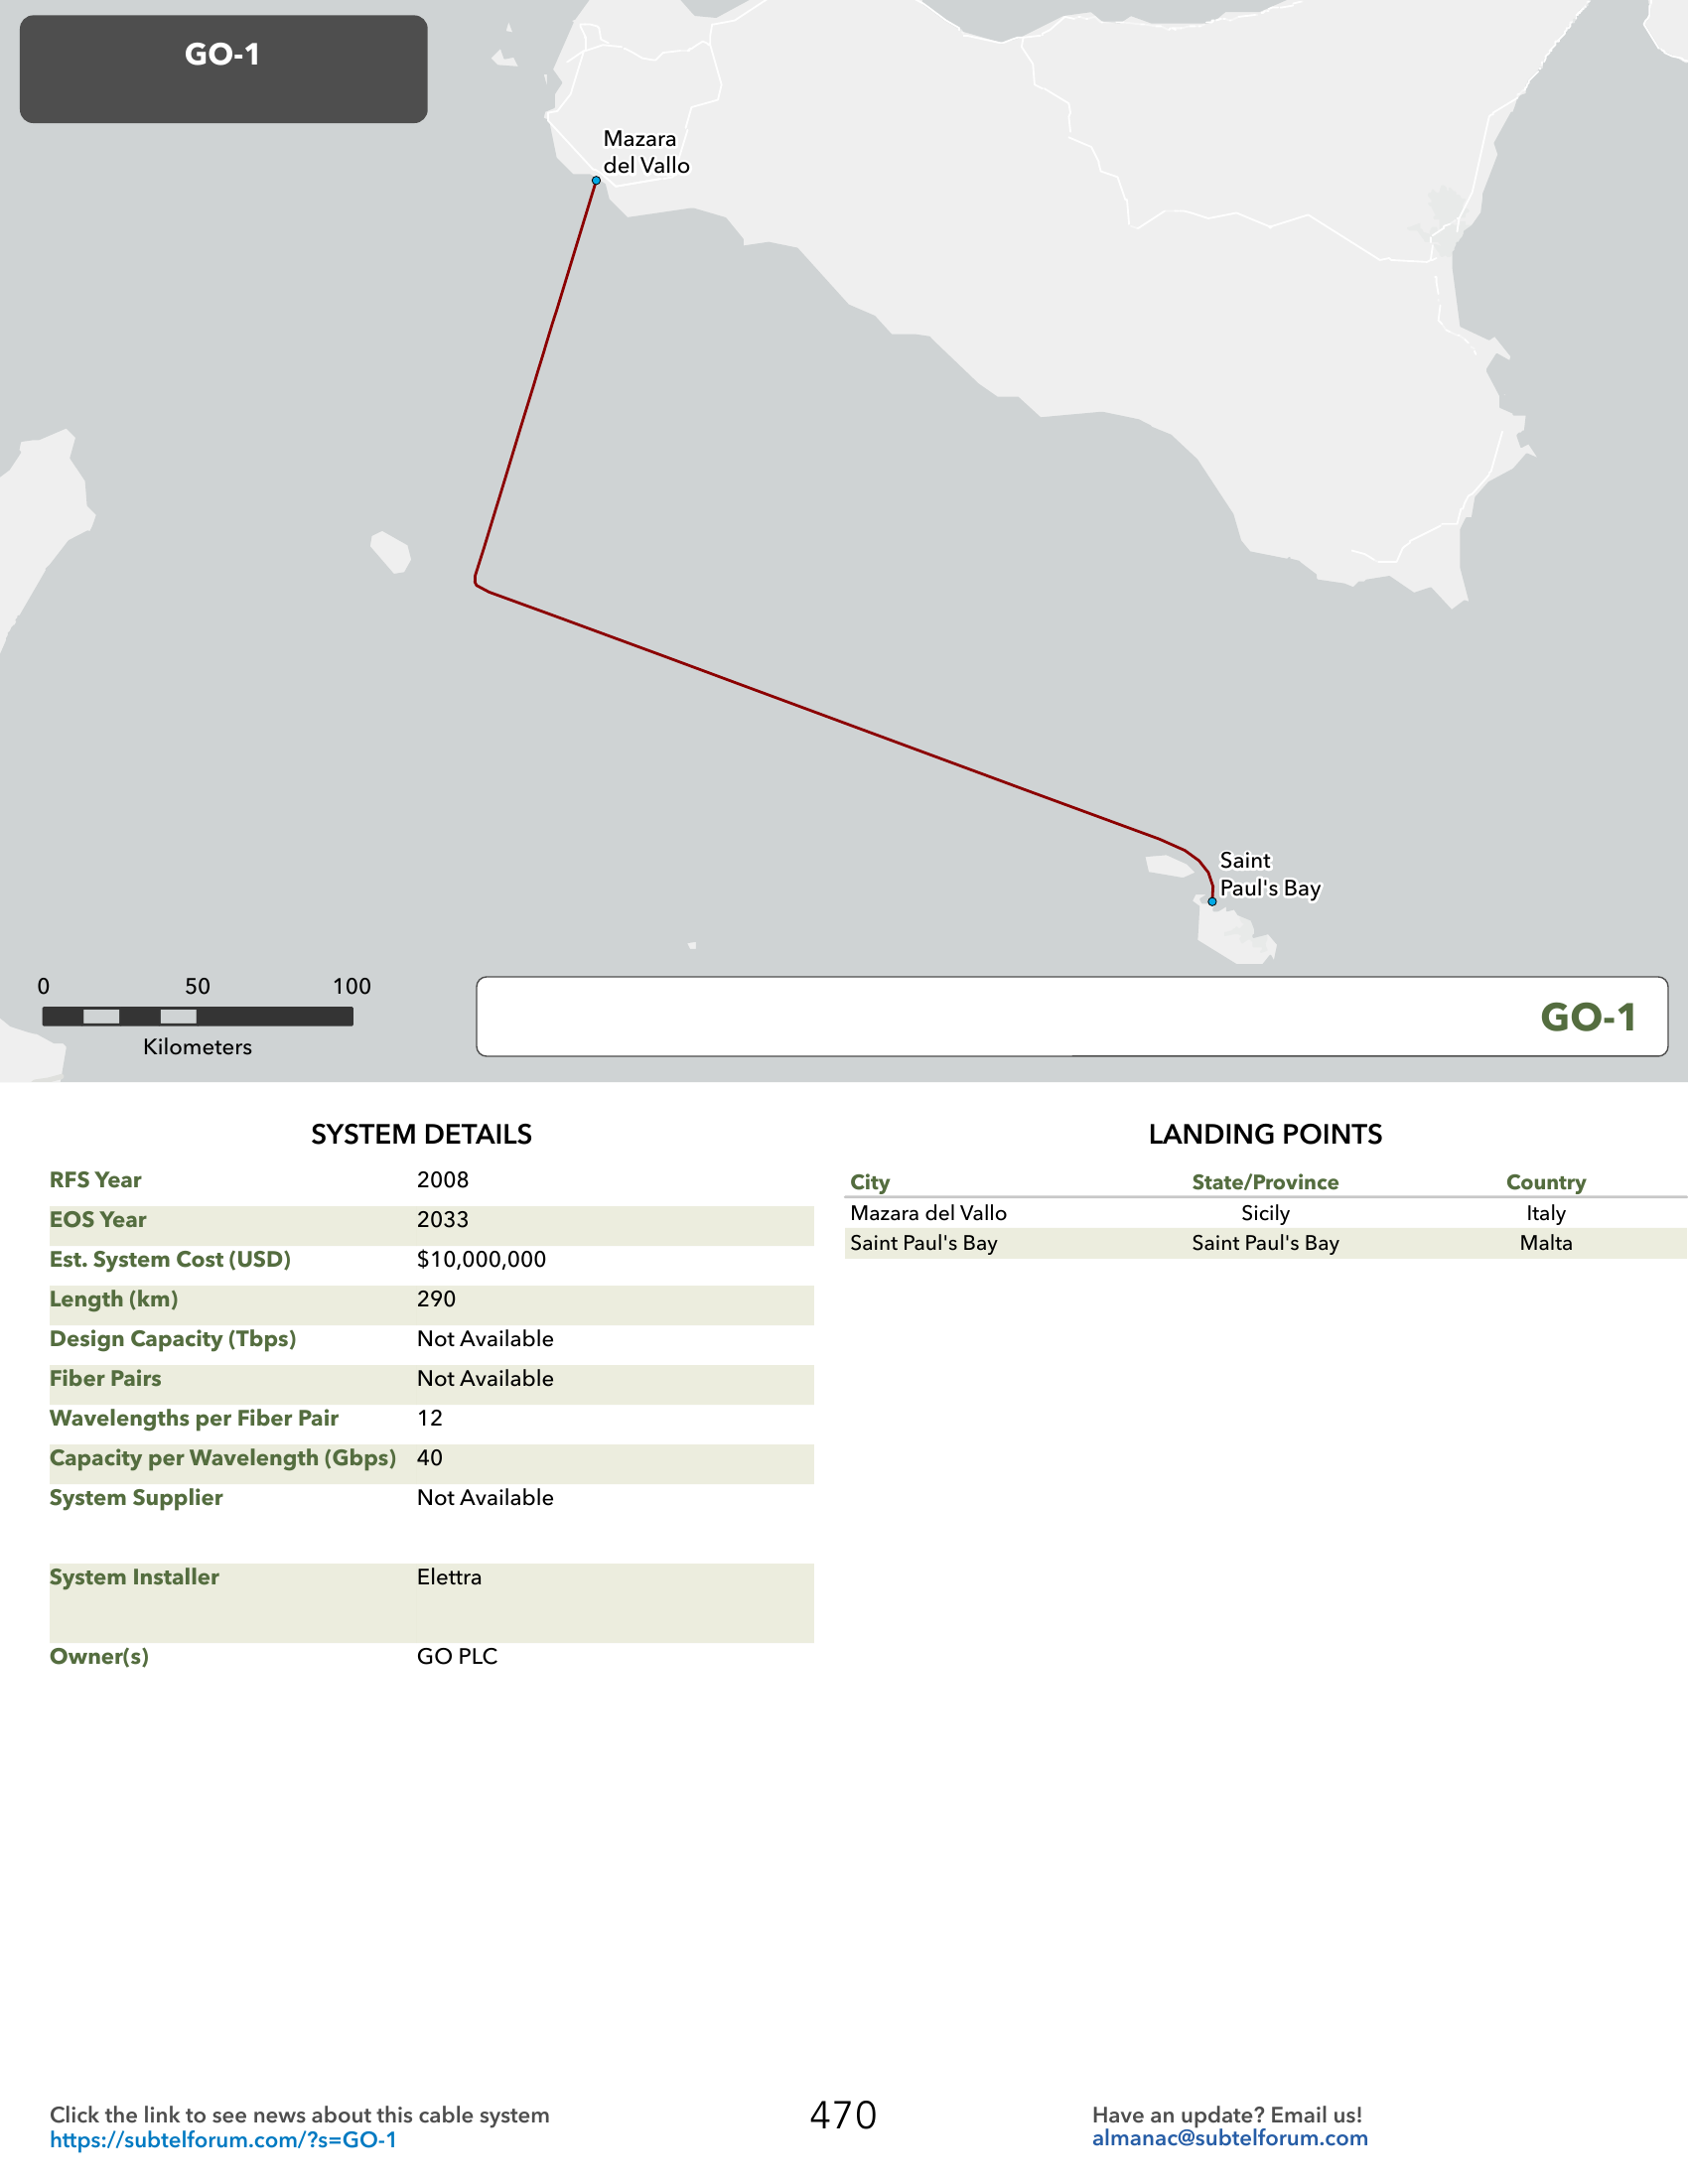 GO-1
Mazara
del Vallo
Saint
Paul's Bay
0 50 100
Kilometers
GO-1
SYSTEM DETAILS
RFS Year 2008
EOS Year 2033
Est. System Cost (USD) $10,000,000
Length (km) 290
Design Capacity (Tbps) Not Available
Fiber Pairs Not Available
Wavelengths per Fiber Pair 12
Capacity per Wavelength (Gbps) 40
System Supplier Not Available
System Installer Elettra
Owner(s) GO PLC
LANDING POINTS
City State/Province Country
Mazara del Vallo Sicily Italy
Saint Paul's Bay Saint Paul's Bay Malta
Click the link to see news about this cable system
https://subtelforum.com/?s=GO-1
470
Have an update? Email us!
almanac@subtelforum.com